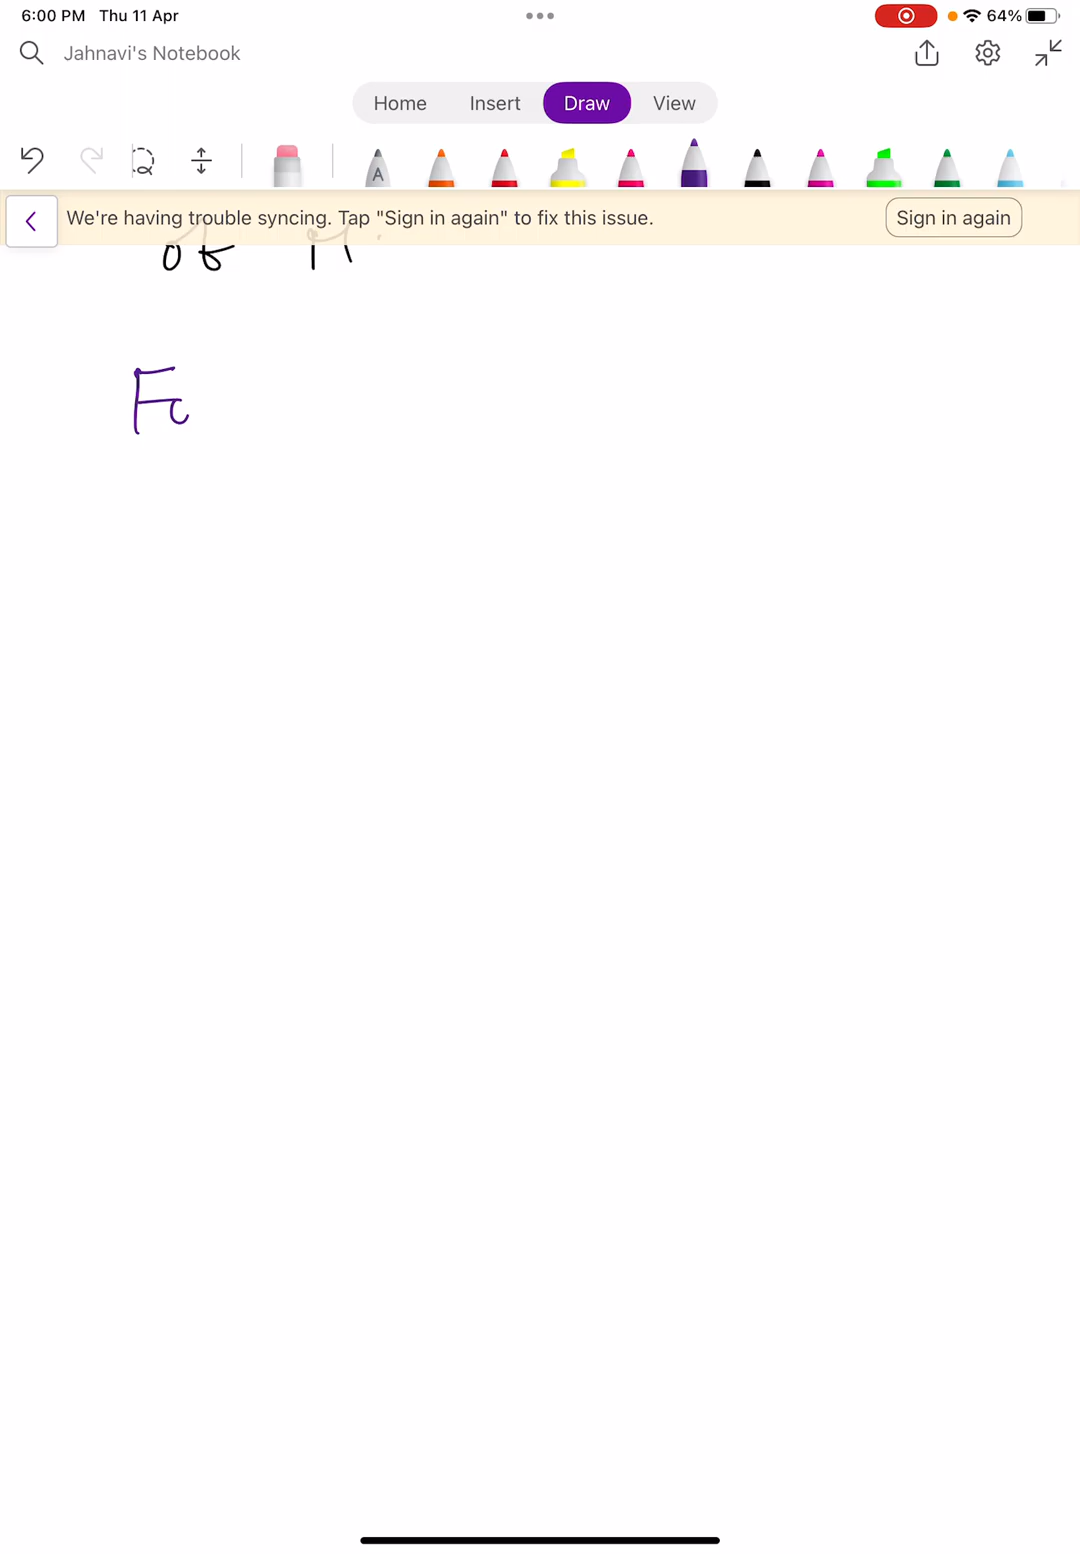 6:00 PM Thu 11 Apr
64%
Jahnavi's Notebook
Home Insert Draw View
A
We're having trouble syncing. Tap "Sign in again" to fix this issue. Sign in again
of